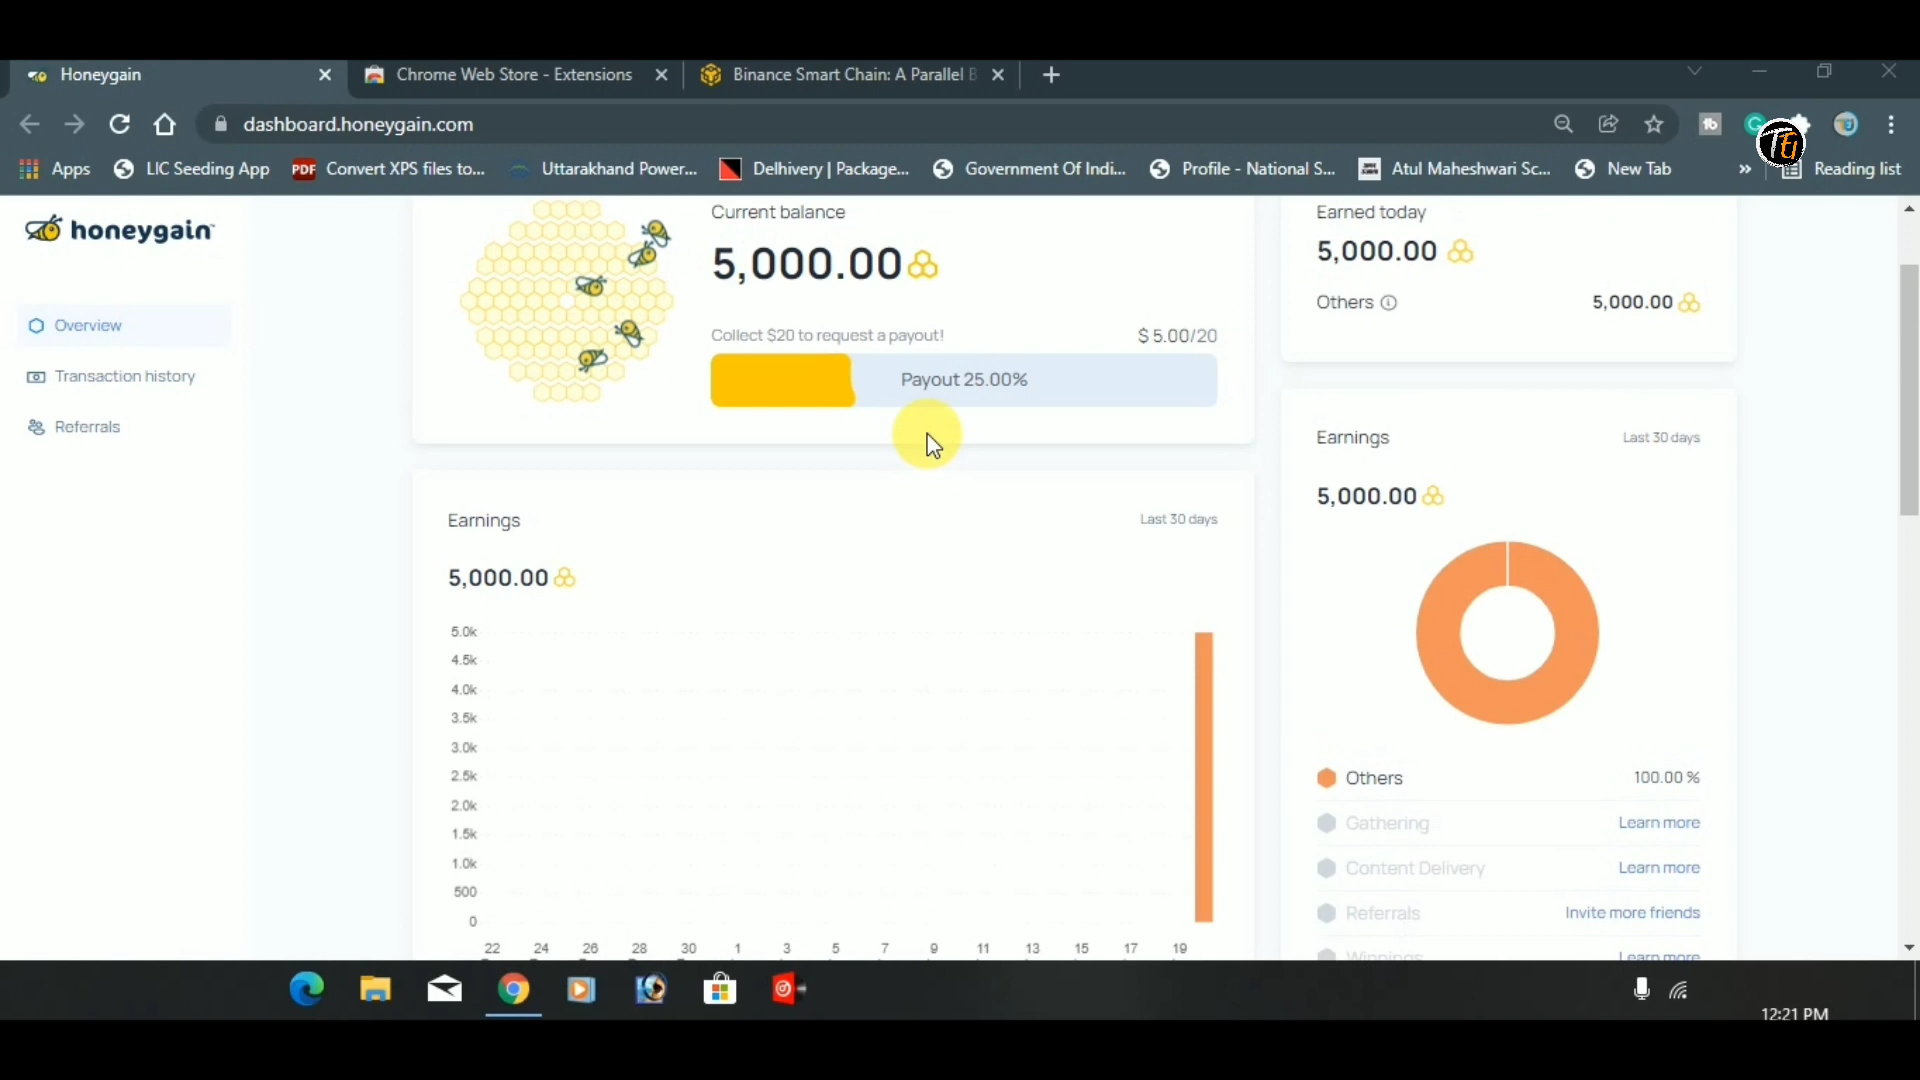 Honeygain
Chrome Web Store - Extensions
Binance Smart Chain: A Parallel B
dashboard.honeygain.com
Apps
LIC Seeding App
PDF
Convert XPS files to...
Uttarakhand Power...
Delhivery | Package...
Government Of Indi...
Profile - National S...
Atul Maheshwari Sc...
New Tab
»
Reading list
honeygain
Overview
Transaction history
Referrals
Current balance
5,000.00
Collect $20 to request a payout!
$ 5.00/20
Payout 25.00%
Earned today
5,000.00
Others
5,000.00
Earnings
Last 30 days
5,000.00
5.0k
4.5k
4.0k
3.5k
3.0k
2.5k
2.0k
1.5k
1.0k
500
0
22 24 26 28 30 1 3 5 7 9 11 13 15 17 19
Earnings
Last 30 days
5,000.00
Others
100.00 %
Gathering
Learn more
Content Delivery
Learn more
Referrals
Invite more friends
Winnings
Learn more
12:21 PM